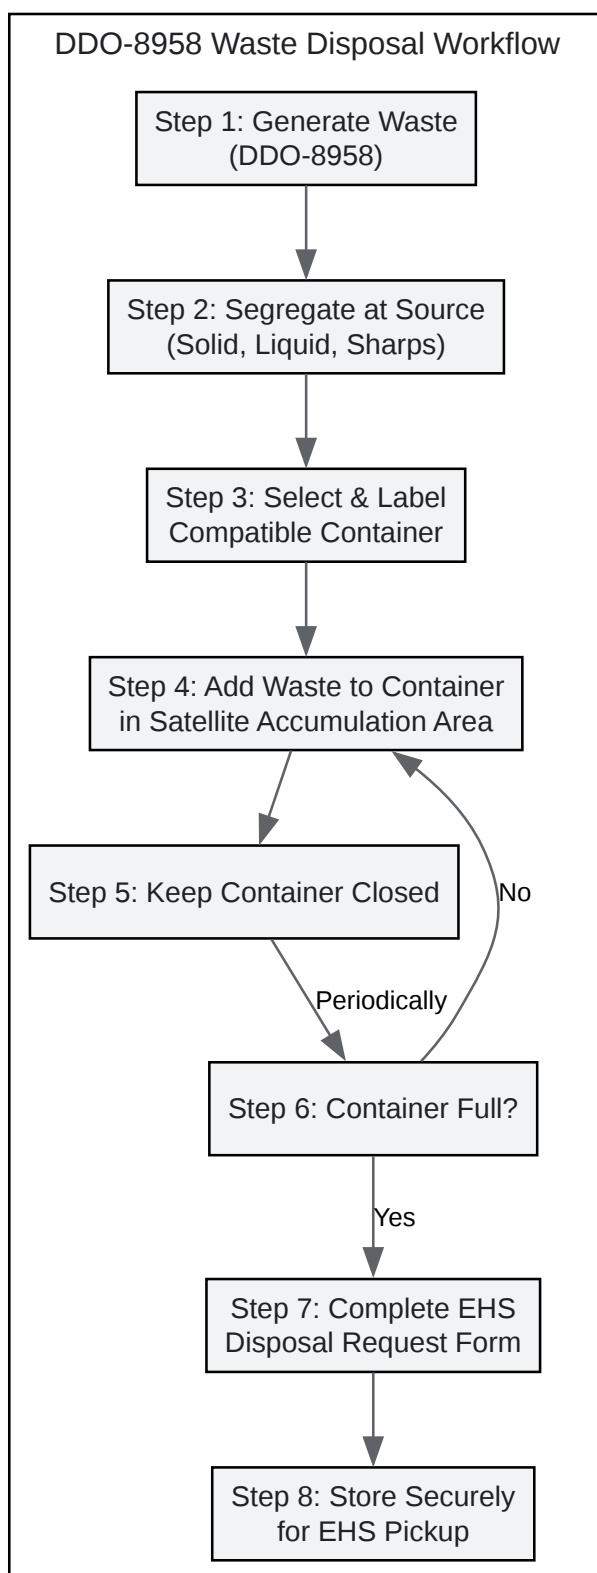 DDO-8958 Waste Disposal Workflow
Step 1: Generate Waste
(DDO-8958)
Step 2: Segregate at Source
(Solid, Liquid, Sharps)
Step 3: Select & Label
Compatible Container
Step 4: Add Waste to Container
in Satellite Accumulation Area
Step 5: Keep Container Closed
No
Periodically
Step 6: Container Full?
Yes
Step 7: Complete EHS
Disposal Request Form
Step 8: Store Securely
for EHS Pickup